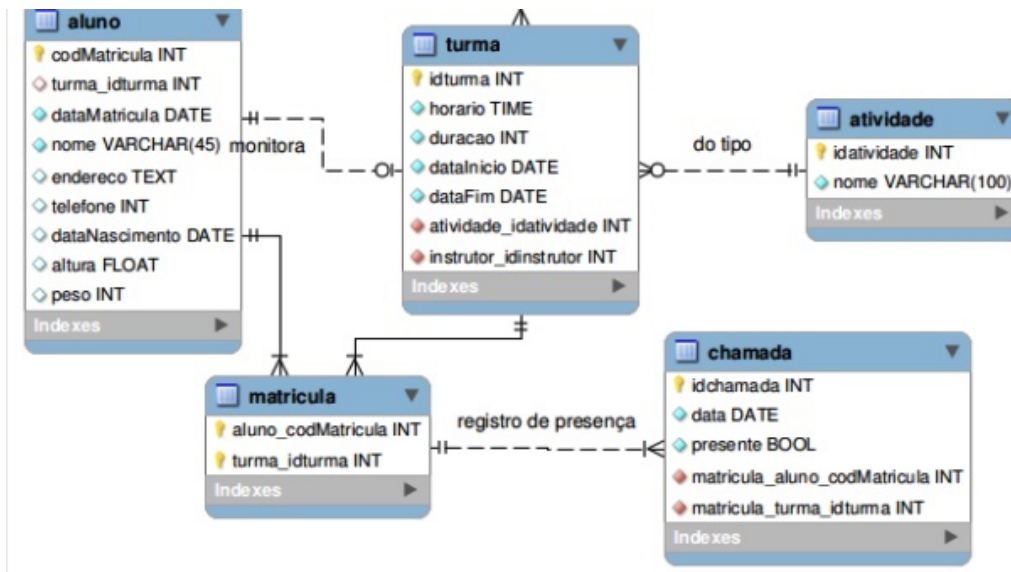 aluno
codMatricula INT
turma_idturma INT
dataMatricula DATE
nome VARCHAR(45)
endereco TEXT
telefone INT
dataNascimento DATE
altura FLOAT
peso INT
Indexes
monitora
turma
idturma INT
horario TIME
duracao INT
dataInicio DATE
dataFim DATE
atividade_idatividade INT
instrutor_idinstrutor INT
Indexes
do tipo
atividade
idatividade INT
nome VARCHAR(100)
Indexes
matricula
aluno_codMatricula INT
turma_idturma INT
Indexes
registro de presença
chamada
idchamada INT
data DATE
presente BOOL
matricula_aluno_codMatricula INT
matricula_turma_idturma INT
Indexes